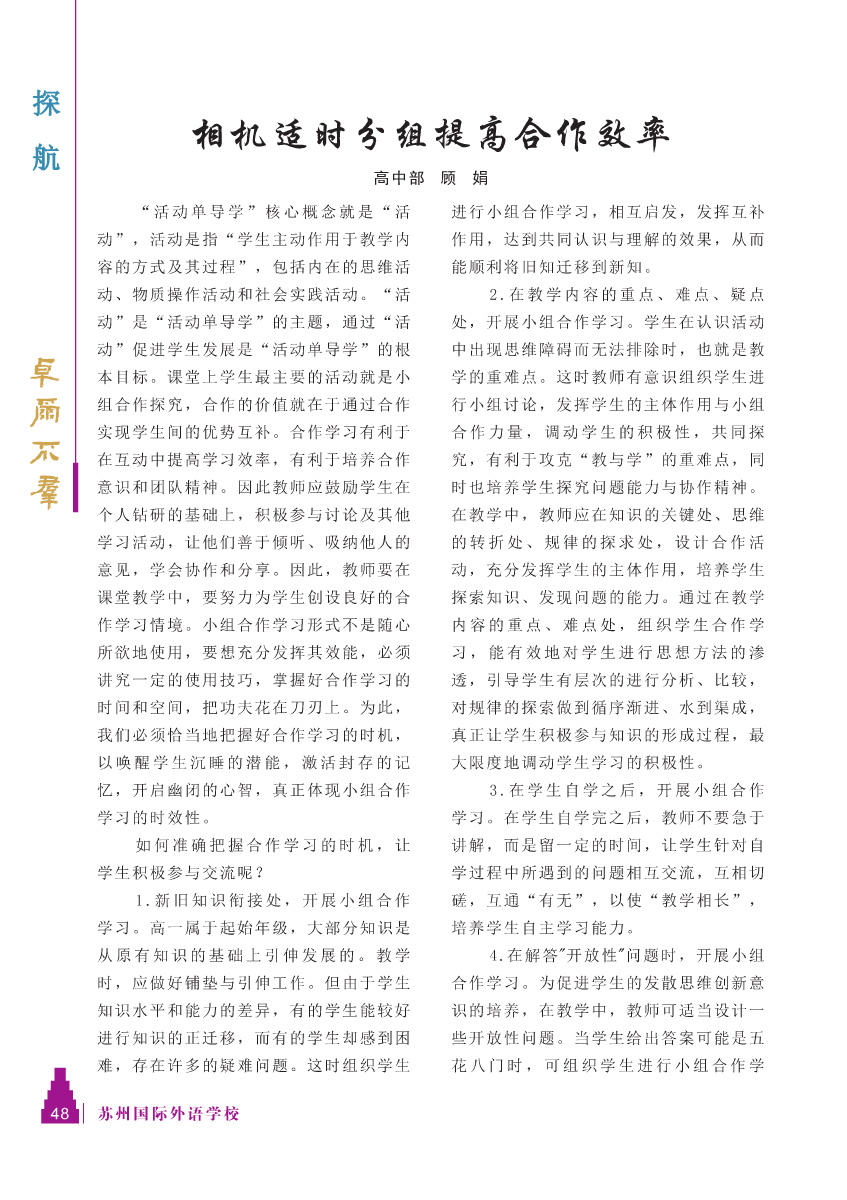 探
航
卓
尔
不
群
相机适时分组提高合作效率
高中部 顾 娟
“活动单导学”核心概念就是“活
动”，活动是指“学生主动作用于教学内
容的方式及其过程”，包括内在的思维活
动、物质操作活动和社会实践活动。“活
动”是“活动单导学”的主题，通过“活
动”促进学生发展是“活动单导学”的根
本目标。课堂上学生最主要的活动就是小
组合作探究，合作的价值就在于通过合作
实现学生间的优势互补。合作学习有利于
在互动中提高学习效率，有利于培养合作
意识和团队精神。因此教师应鼓励学生在
个人钻研的基础上，积极参与讨论及其他
学习活动，让他们善于倾听、吸纳他人的
意见，学会协作和分享。因此，教师要在
课堂教学中，要努力为学生创设良好的合
作学习情境。小组合作学习形式不是随心
所欲地使用，要想充分发挥其效能，必须
讲究一定的使用技巧，掌握好合作学习的
时间和空间，把功夫花在刀刃上。为此，
我们必须恰当地把握好合作学习的时机，
以唤醒学生沉睡的潜能，激活封存的记
忆，开启幽闭的心智，真正体现小组合作
学习的时效性。
如何准确把握合作学习的时机，让
学生积极参与交流呢？
1.新旧知识衔接处，开展小组合作
学习。高一属于起始年级，大部分知识是
从原有知识的基础上引伸发展的。教学
时，应做好铺垫与引伸工作。但由于学生
知识水平和能力的差异，有的学生能较好
进行知识的正迁移，而有的学生却感到困
难，存在许多的疑难问题。这时组织学生
进行小组合作学习，相互启发，发挥互补
作用，达到共同认识与理解的效果，从而
能顺利将旧知迁移到新知。
2.在教学内容的重点、难点、疑点
处，开展小组合作学习。学生在认识活动
中出现思维障碍而无法排除时，也就是教
学的重难点。这时教师有意识组织学生进
行小组讨论，发挥学生的主体作用与小组
合作力量，调动学生的积极性，共同探
究，有利于攻克“教与学”的重难点，同
时也培养学生探究问题能力与协作精神。
在教学中，教师应在知识的关键处、思维
的转折处、规律的探求处，设计合作活
动，充分发挥学生的主体作用，培养学生
探索知识、发现问题的能力。通过在教学
内容的重点、难点处，组织学生合作学
习，能有效地对学生进行思想方法的渗
透，引导学生有层次的进行分析、比较，
对规律的探索做到循序渐进、水到渠成，
真正让学生积极参与知识的形成过程，最
大限度地调动学生学习的积极性。
3.在学生自学之后，开展小组合作
学习。在学生自学完之后，教师不要急于
讲解，而是留一定的时间，让学生针对自
学过程中所遇到的问题相互交流，互相切
磋，互通“有无”，以使“教学相长”，
培养学生自主学习能力。
4.在解答"开放性"问题时，开展小组
合作学习。为促进学生的发散思维创新意
识的培养，在教学中，教师可适当设计一
些开放性问题。当学生给出答案可能是五
花八门时，可组织学生进行小组合作学
48
苏州国际外语学校